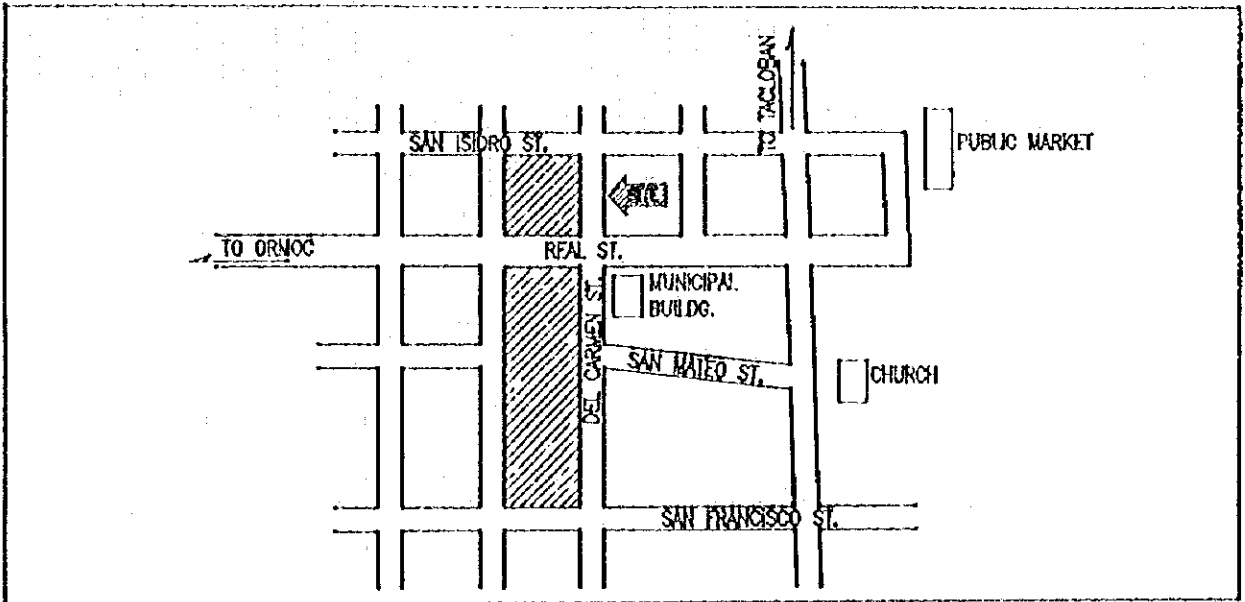 TO TACLOBAN
PUBLIC MARKET
SAN ISIDRO ST.
TO ORMOC
REAL ST.
MUNICIPAL
BUILDG.
DEL CARMEN ST.
SAN MATEO ST.
CHURCH
SAN FRANCISCO ST.